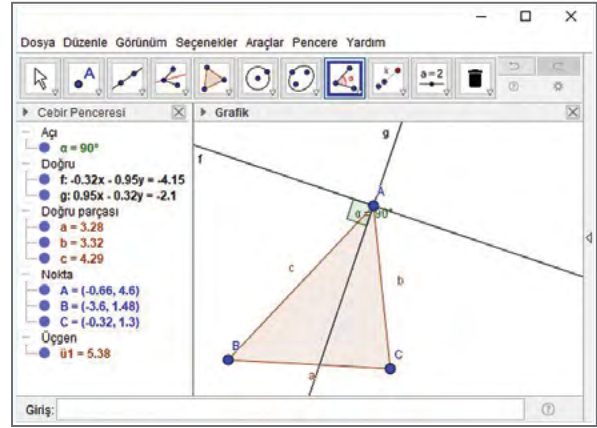 Dosya Düzenle Görünüm Seçenekler Araçlar Pencere Yardım
A
a=2
Cebir Penceresi
Açı
α = 90°
Doğru
f: -0.32x - 0.95y = -4.15
g: 0.95x - 0.32y = -2.1
Doğru parçası
a = 3.28
b = 3.32
c = 4.29
Nokta
A = (-0.66, 4.6)
B = (-3.6, 1.48)
C = (-0.32, 1.3)
Üçgen
ü1 = 5.38
Grafik
g
f
A
α = 90°
c
b
B
C
a
Giriş: